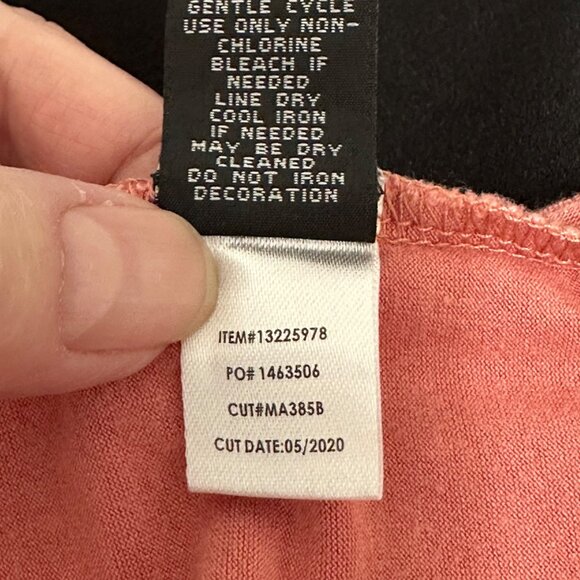 GENTLE CYCLE
USE ONLY NON-
CHLORINE
BLEACH IF
NEEDED
LINE DRY
COOL IRON
IF NEEDED
MAY BE DRY
CLEANED
DO NOT IRON
DECORATION
ITEM#13225978
PO# 1463506
CUT#MA385B
CUT DATE:05/2020